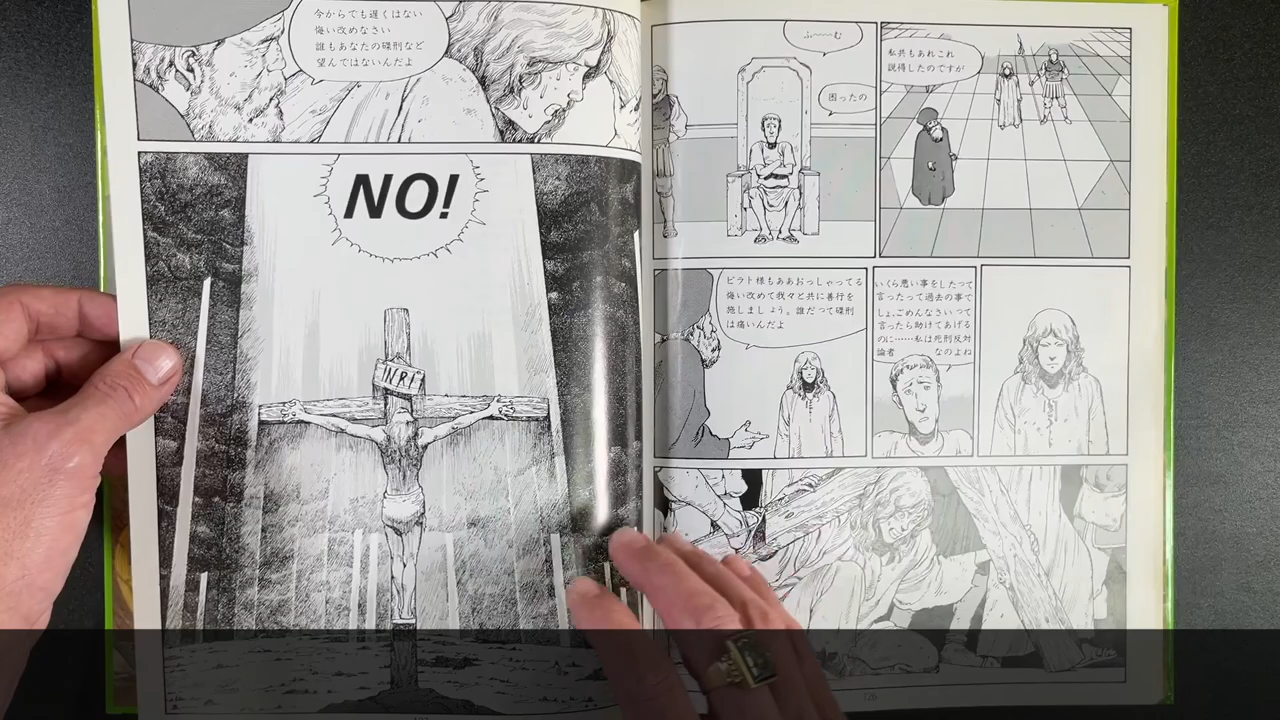 私共もあれこれ
説得したのですが
ふ〜〜〜む
困ったの
いくら悪い事をしたって
言ったって過去の事で
しょ､ごめんなさいって
言ったら助けてあげる
のに……私は死刑反対
論者　　　なのよね
ピラト様もああおっしゃってる
悔い改めて我々と共に善行を
施しましょう。誰だって磔刑
は痛いんだよ
126
今からでも遅くはない
悔い改めなさい
誰もあなたの磔刑など
望んではないんだよ
NO!
INRI